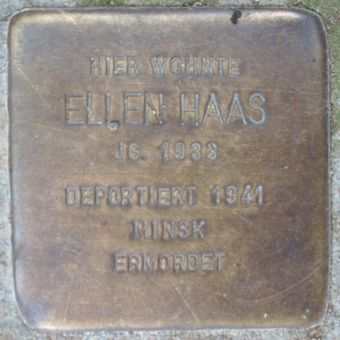 HIER WOHNTE
ELLEN HAAS
JG. 1933
DEPORTIERT 1941
MINSK
ERMORDET